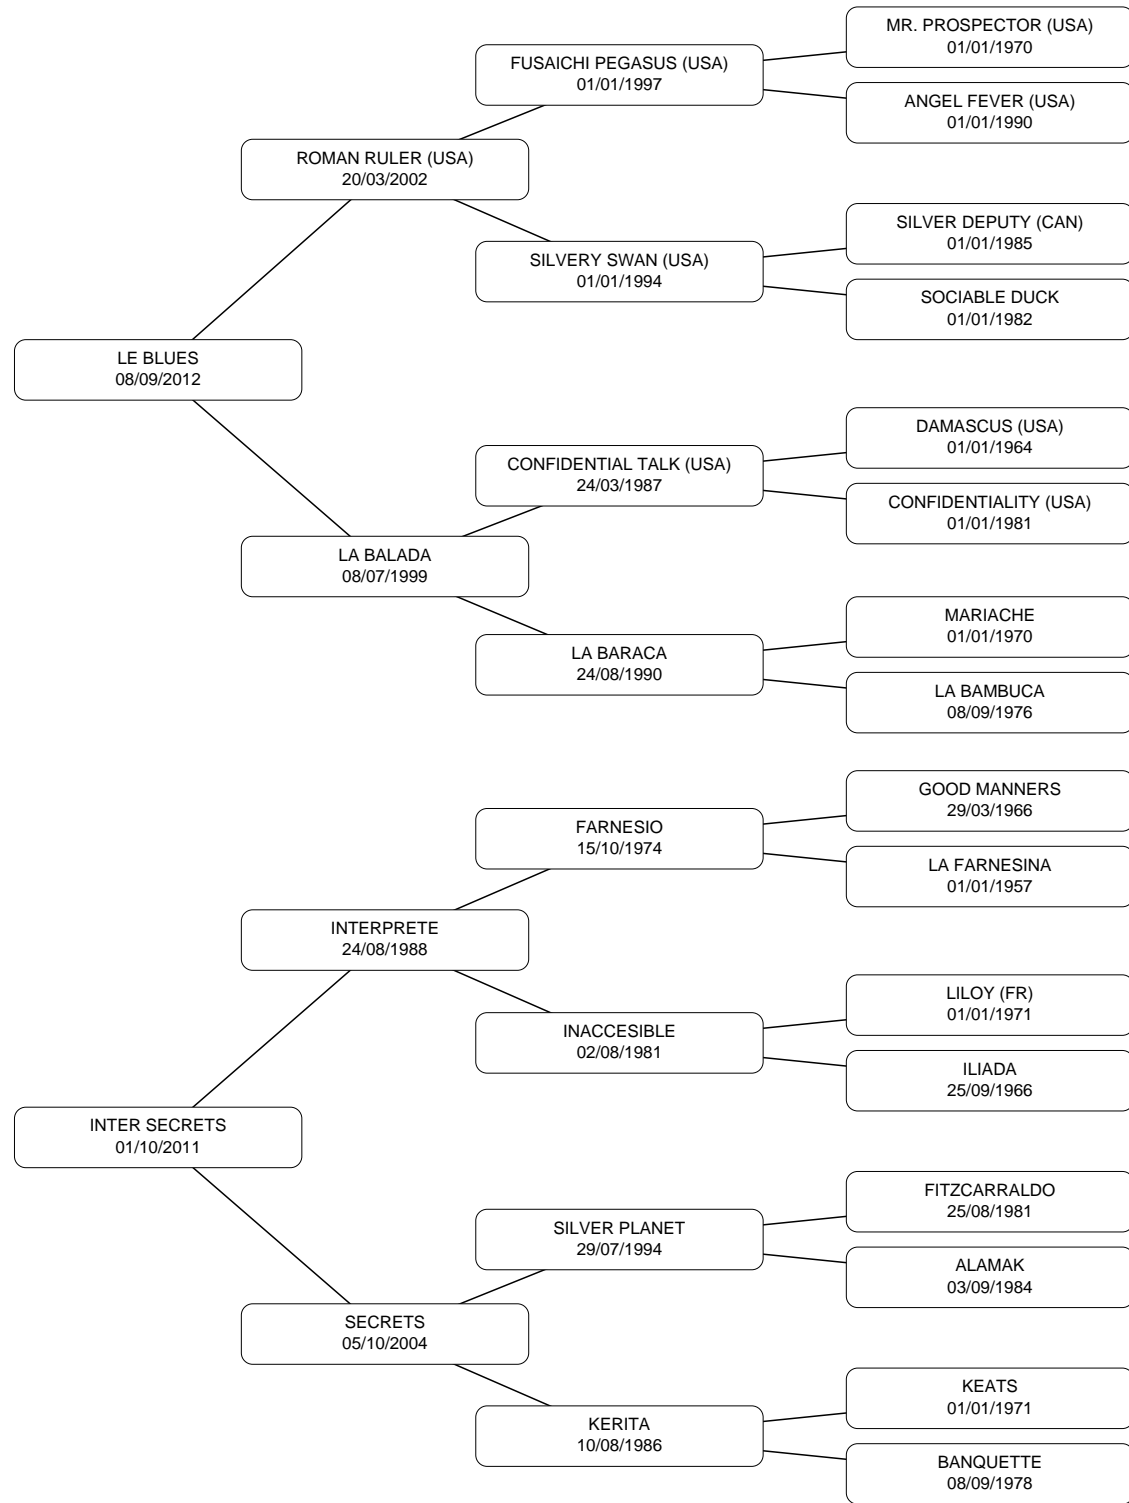 MR. PROSPECTOR (USA)
01/01/1970
FUSAICHI PEGASUS (USA)
01/01/1997
ANGEL FEVER (USA)
01/01/1990
ROMAN RULER (USA)
20/03/2002
SILVER DEPUTY (CAN)
01/01/1985
SILVERY SWAN (USA)
01/01/1994
SOCIABLE DUCK
01/01/1982
LE BLUES
08/09/2012
DAMASCUS (USA)
01/01/1964
CONFIDENTIAL TALK (USA)
24/03/1987
CONFIDENTIALITY (USA)
01/01/1981
LA BALADA
08/07/1999
MARIACHE
01/01/1970
LA BARACA
24/08/1990
LA BAMBUCA
08/09/1976
GOOD MANNERS
29/03/1966
FARNESIO
15/10/1974
LA FARNESINA
01/01/1957
INTERPRETE
24/08/1988
LILOY (FR)
01/01/1971
INACCESIBLE
02/08/1981
ILIADA
25/09/1966
INTER SECRETS
01/10/2011
FITZCARRALDO
25/08/1981
SILVER PLANET
29/07/1994
ALAMAK
03/09/1984
SECRETS
05/10/2004
KEATS
01/01/1971
KERITA
10/08/1986
BANQUETTE
08/09/1978